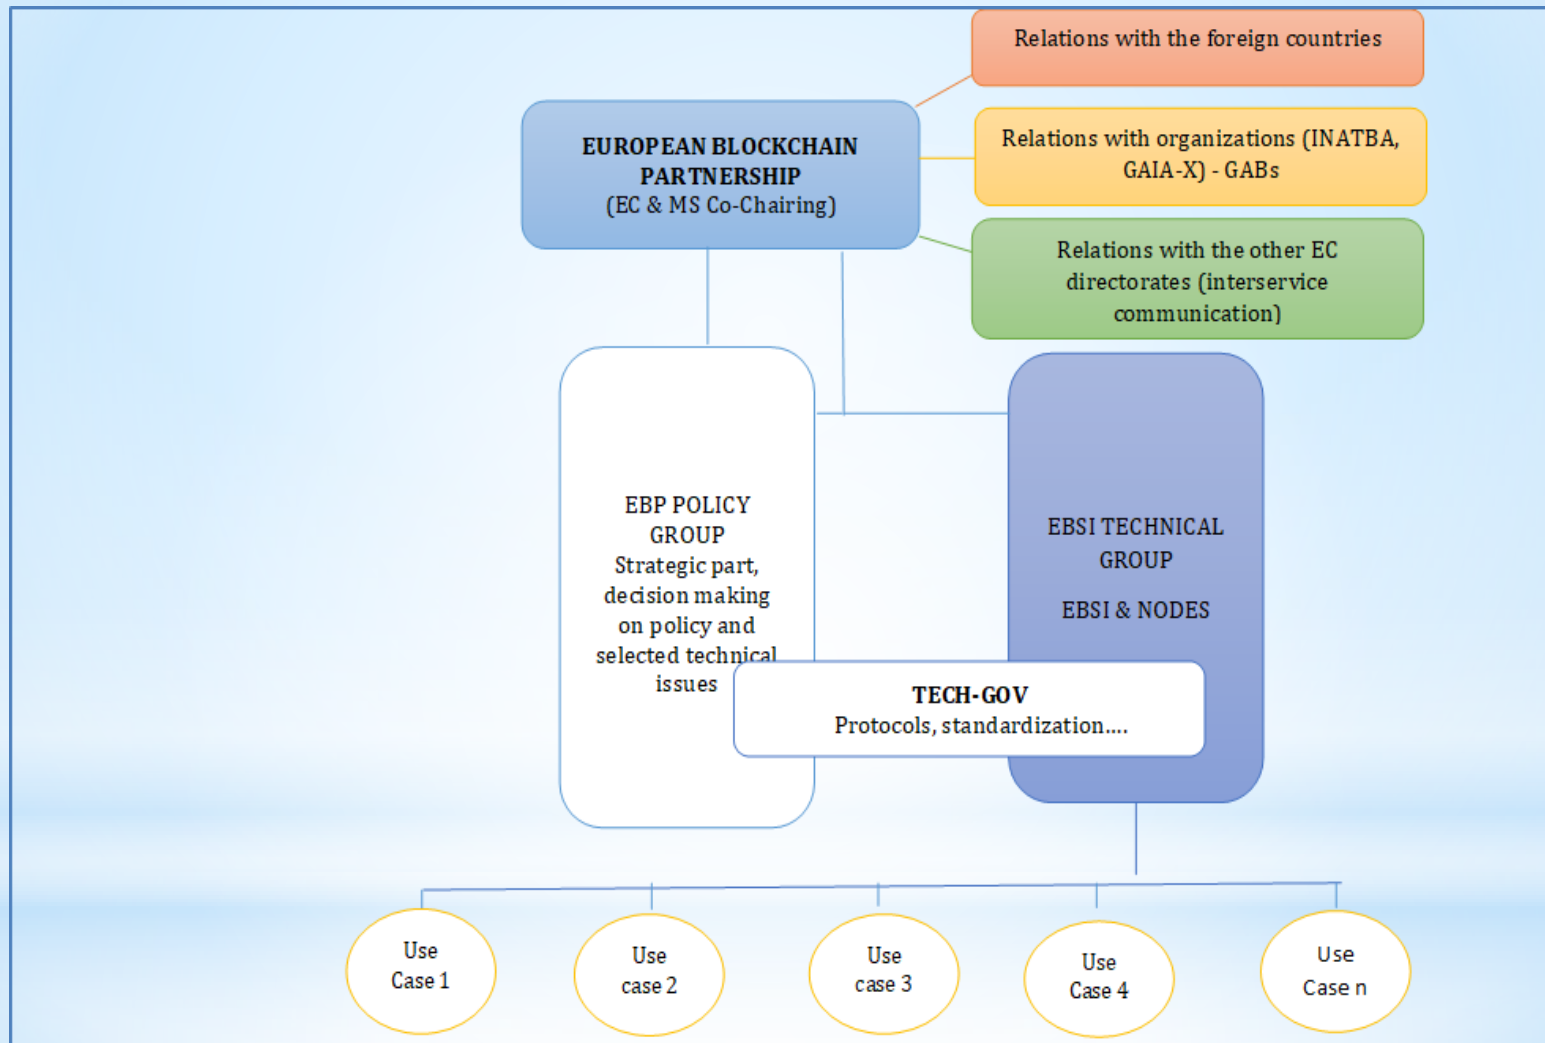 Relations with the foreign countries
EUROPEAN BLOCKCHAIN
PARTNERSHIP
(EC & MS Co-Chairing)
Relations with organizations (INATBA,
GAIA-X) - GABs
Relations with the other EC
directorates (interservice
communication)
EBP POLICY
GROUP
Strategic part,
decision making
on policy and
selected technical
issues
EBSI TECHNICAL
GROUP
EBSI & NODES
TECH-GOV
Protocols, standardization....
Use
Case 1
Use
case 2
Use
case 3
Use
Case 4
Use
Case n